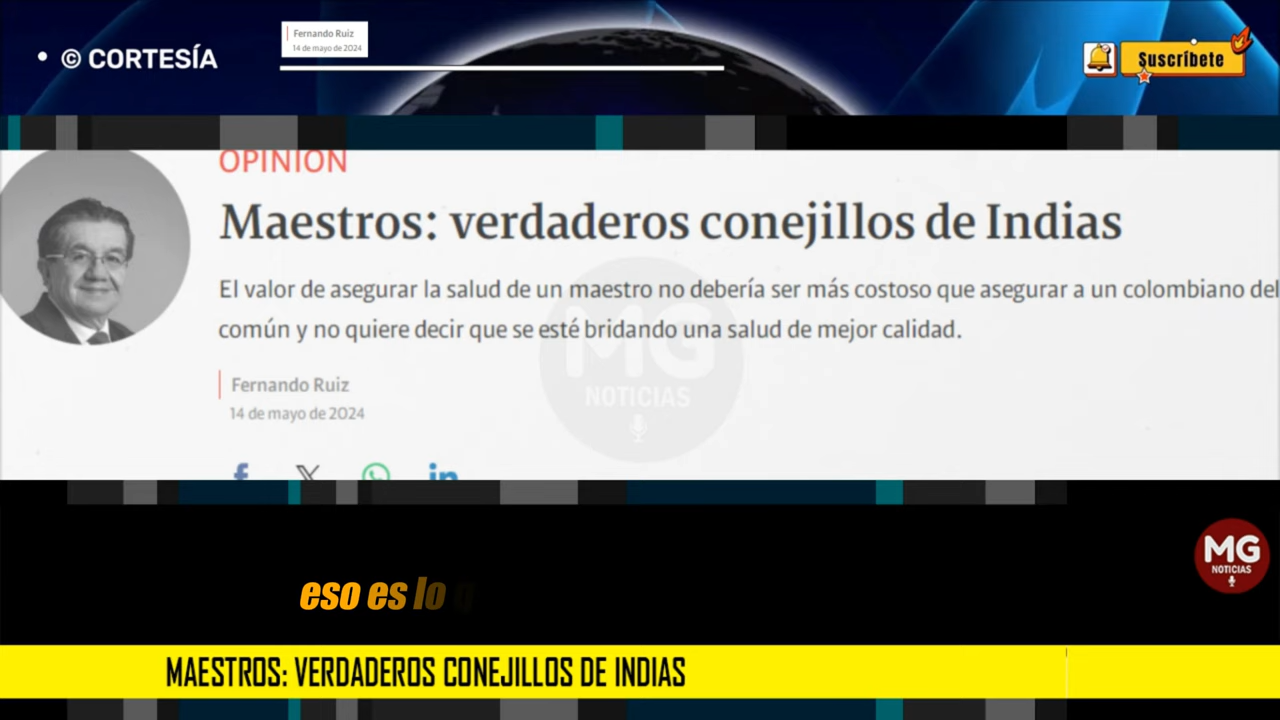 • © CORTESÍA
Fernando Ruiz
14 de mayo de 2024
Suscríbete
OPINIÓN
Maestros: verdaderos conejillos de Indias
El valor de asegurar la salud de un maestro no debería ser más costoso que asegurar a un colombiano del
común y no quiere decir que se esté bridando una salud de mejor calidad.
MG
NOTICIAS
Fernando Ruiz
14 de mayo de 2024
MG
NOTICIAS
eso es lo
MAESTROS: VERDADEROS CONEJILLOS DE INDIAS